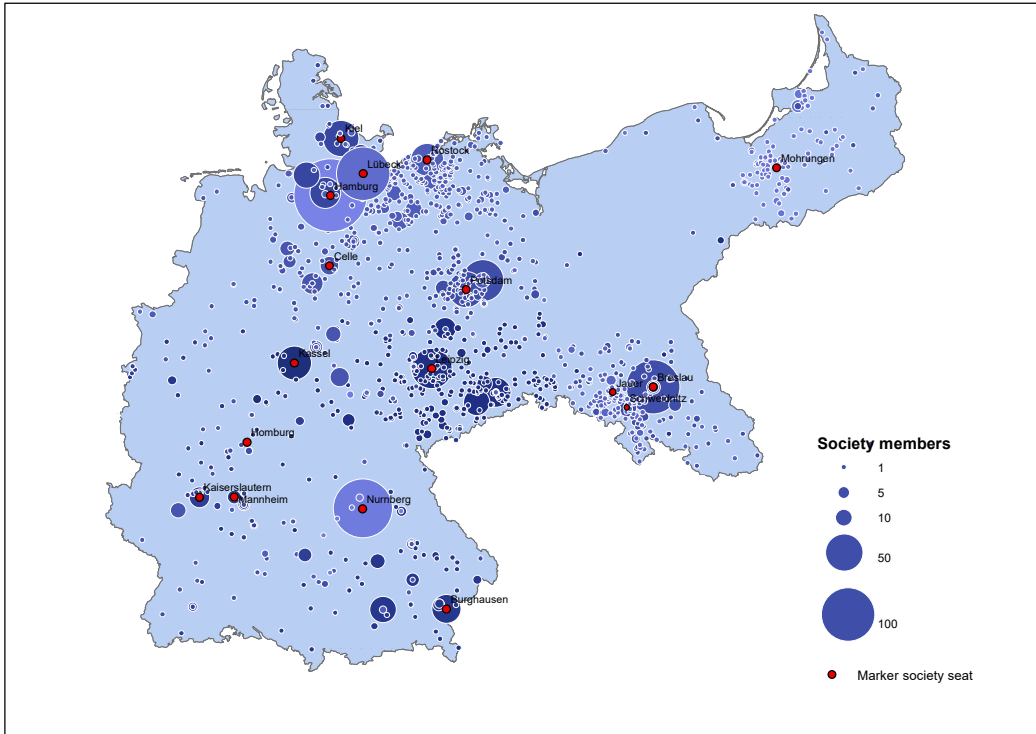 Kiel
Rostock
Lübeck
Hamburg
Mohrungen
Celle
Potsdam
Kassel
Leipzig
Breslau
Jauer
Schweidnitz
Homburg
Kaiserslautern
Mannheim
Nurnberg
Burghausen
Society members
1
5
10
50
100
Marker society seat